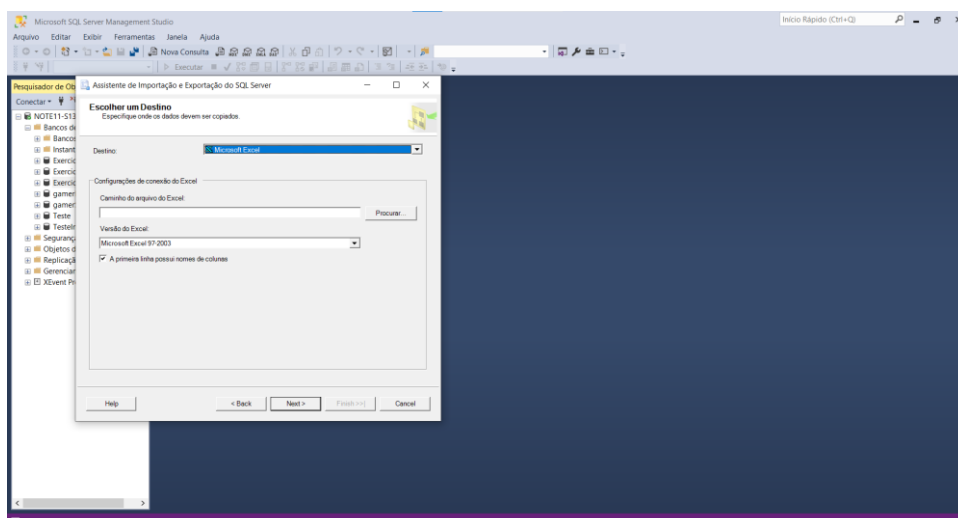 Microsoft SQL Server Management Studio
Início Rápido (Ctrl+Q)
Arquivo Editar Exibir Ferramentas Janela Ajuda
Nova Consulta
Executar
Pesquisador de Ob
Conectar
NOTE11-S13
Bancos de
Bancos
Instant
Exercic
Exercic
Exercic
gamer
gamer
Teste
TesteIn
Seguranç
Objetos d
Replicaçã
Gerenciar
XEvent Pr
Assistente de Importação e Exportação do SQL Server
Escolher um Destino
Especifique onde os dados devem ser copiados.
Destino:
Microsoft Excel
Configurações de conexão do Excel
Caminho do arquivo do Excel:
Procurar...
Versão do Excel:
Microsoft Excel 97-2003
A primeira linha possui nomes de colunas
Help
< Back
Next >
Finish >>|
Cancel